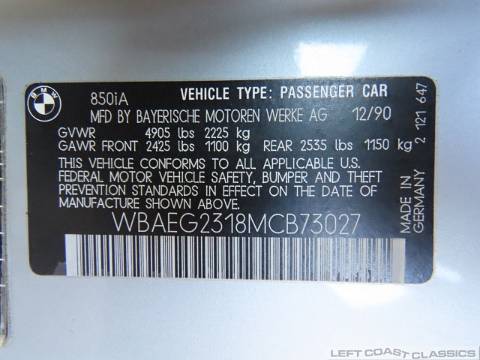 BMW
850iA VEHICLE TYPE: PASSENGER CAR
MFD BY BAYERISCHE MOTOREN WERKE AG 12/90
GVWR 4905 lbs 2225 kg
GAWR FRONT 2425 lbs 1100 kg REAR 2535 lbs 1150 kg
THIS VEHICLE CONFORMS TO ALL APPLICABLE U.S.
FEDERAL MOTOR VEHICLE SAFETY, BUMPER AND THEFT
PREVENTION STANDARDS IN EFFECT ON THE DATE OF
MANUFACTURE SHOWN ABOVE.
WBAEG2318MCB73027
MADE IN
GERMANY 2 121 647
LEFT COAST CLASSICS